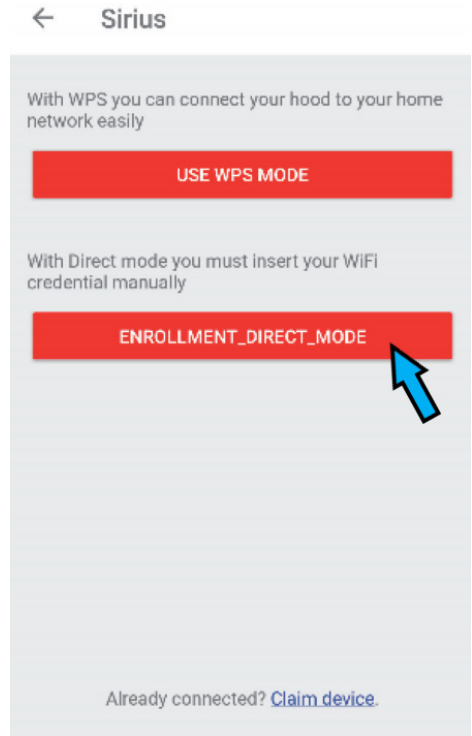 Sirius
With WPS you can connect your hood to your home
network easily
USE WPS MODE
With Direct mode you must insert your WiFi
credential manually
ENROLLMENT_DIRECT_MODE
Already connected? Claim device.